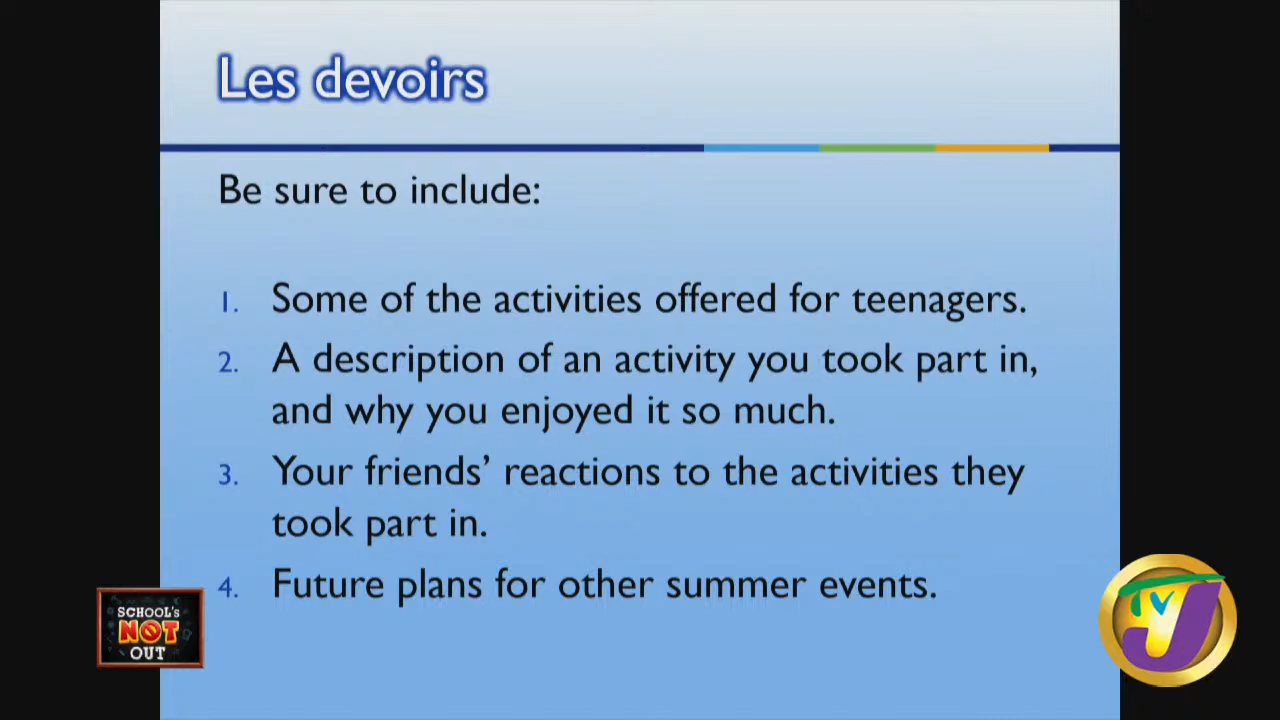 Les devoirs
Be sure to include:
1. Some of the activities offered for teenagers.
2. A description of an activity you took part in,
and why you enjoyed it so much.
3. Your friends’ reactions to the activities they
took part in.
4. Future plans for other summer events.
SCHOOL's
NOT
OUT
TVJ